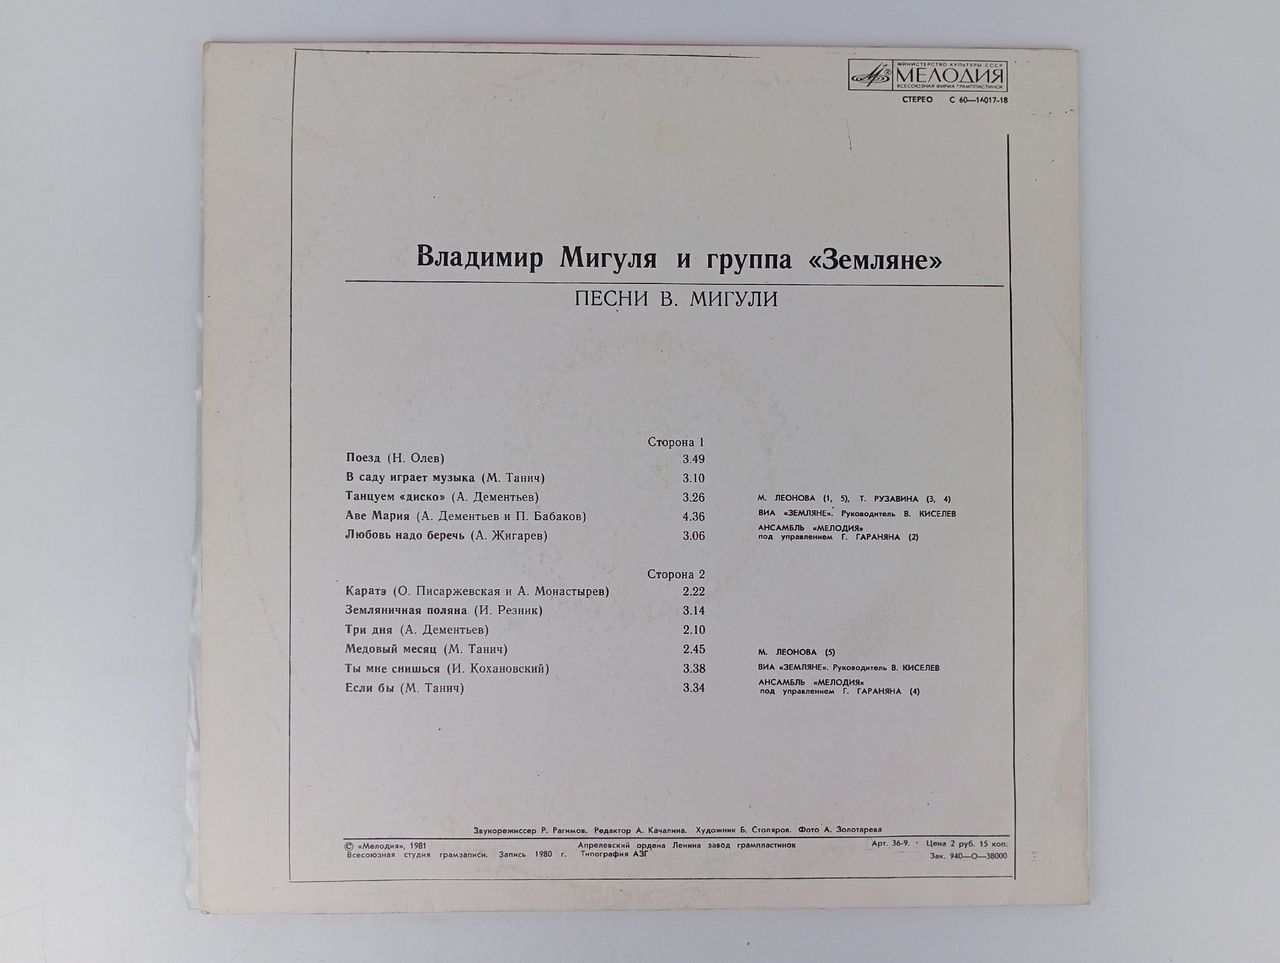 МИНИСТЕРСТВО КУЛЬТУРЫ СССР
МЕЛОДИЯ
ВСЕСОЮЗНАЯ ФИРМА ГРАМПЛАСТИНОК
СТЕРЕО С 60—14017-18
Владимир Мигуля и группа «Земляне»
ПЕСНИ В. МИГУЛИ
Сторона 1
Поезд (Н. Олев) 3.49
В саду играет музыка (М. Танич) 3.10
Танцуем «диско» (А. Дементьев) 3.26
Аве Мария (А. Дементьев и П. Бабаков) 4.36
Любовь надо беречь (А. Жигарев) 3.06
М. ЛЕОНОВА (1, 5), Т. РУЗАВИНА (3, 4)
ВИА «ЗЕМЛЯНЕ». Руководитель В. КИСЕЛЕВ
АНСАМБЛЬ «МЕЛОДИЯ»
под управлением Г. ГАРАНЯНА (2)
Сторона 2
Каратэ (О. Писаржевская и А. Монастырев) 2.22
Земляничная поляна (И. Резник) 3.14
Три дня (А. Дементьев) 2.10
Медовый месяц (М. Танич) 2.45
Ты мне снишься (И. Кохановский) 3.38
Если бы (М. Танич) 3.34
М. ЛЕОНОВА (5)
ВИА «ЗЕМЛЯНЕ». Руководитель В. КИСЕЛЕВ
АНСАМБЛЬ «МЕЛОДИЯ»
под управлением Г. ГАРАНЯНА (4)
Звукорежиссер Р. Рагимов. Редактор А. Качалина. Художник Б. Столяров. Фото А. Золотарева
© «Мелодия», 1981 Апрелевский ордена Ленина завод грампластинок Арт. 36-9. Цена 2 руб. 15 коп.
Всесоюзная студия грамзаписи. Запись 1980 г. Типография АЗГ Зак. 940—О—38000